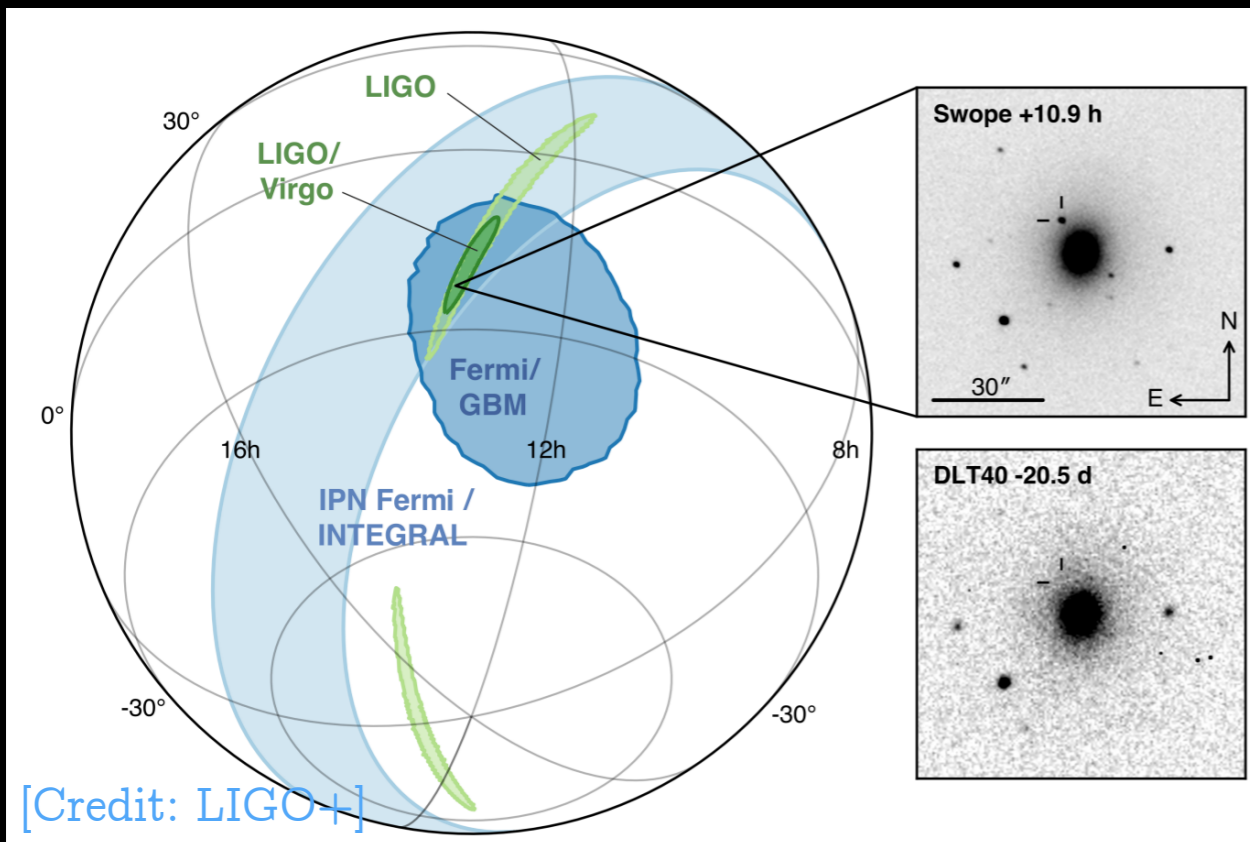 LIGO
LIGO/
Virgo
30°
0°
16h
12h
8h
Fermi/
GBM
IPN Fermi /
INTEGRAL
-30°
-30°
Swope +10.9 h
N
E
30″
DLT40 -20.5 d
[Credit: LIGO+]